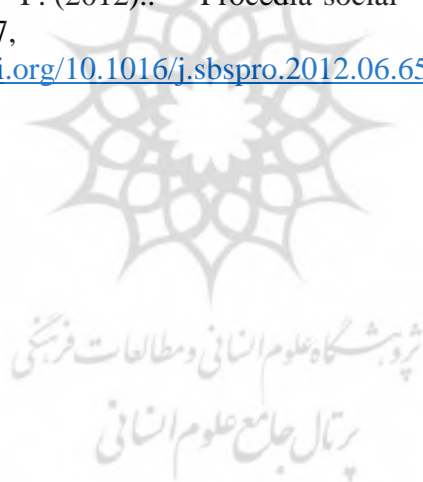 P. (2012).. Procedia social
7,
i.org/10.1016/j.sbspro.2012.06.65
پژوهشگاه علوم انسانی و مطالعات فرهنگی
پرتال جامع علوم انسانی